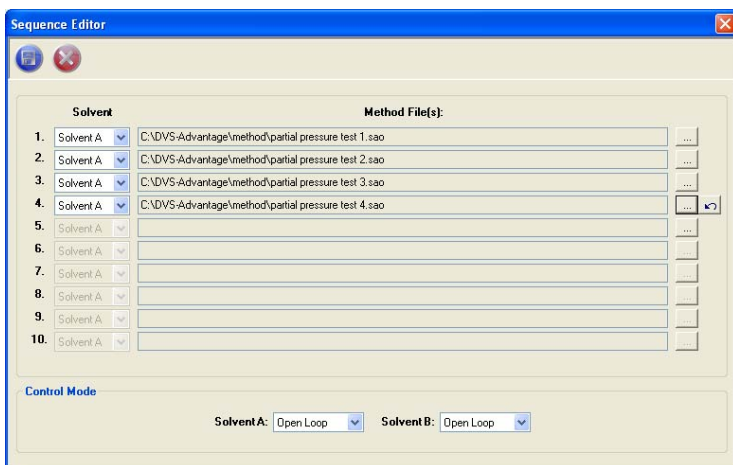 Sequence Editor
Solvent Method File(s):
1. Solvent A C:\DVS-Advantage\method\partial pressure test 1.sao ...
2. Solvent A C:\DVS-Advantage\method\partial pressure test 2.sao ...
3. Solvent A C:\DVS-Advantage\method\partial pressure test 3.sao ...
4. Solvent A C:\DVS-Advantage\method\partial pressure test 4.sao ...
5. Solvent A ...
6. Solvent A ...
7. Solvent A ...
8. Solvent A ...
9. Solvent A ...
10. Solvent A ...
Control Mode
Solvent A: Open Loop Solvent B: Open Loop